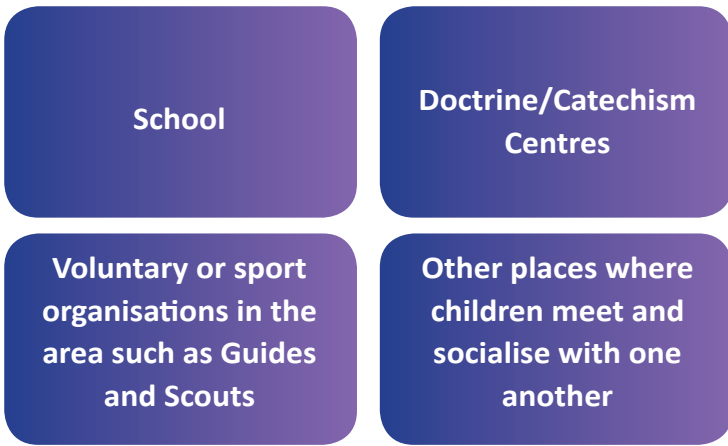 School
Doctrine/Catechism
Centres
Voluntary or sport
organisations in the
area such as Guides
and Scouts
Other places where
children meet and
socialise with one
another